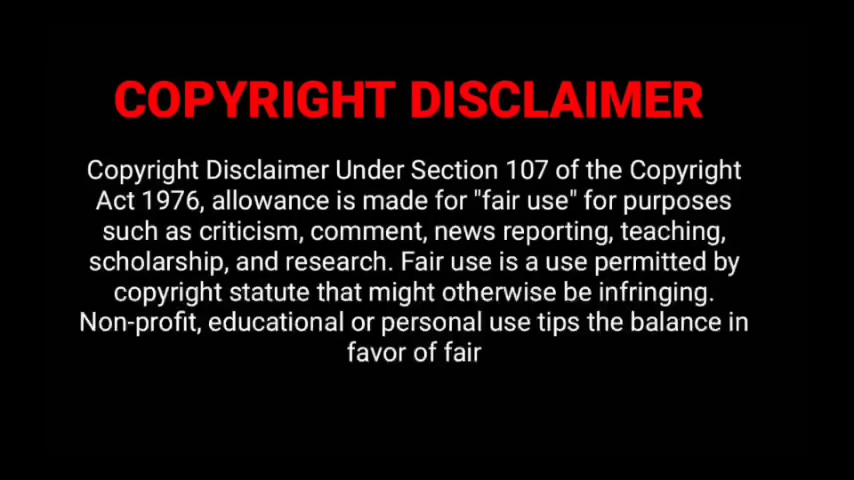 COPYRIGHT DISCLAIMER
Copyright Disclaimer Under Section 107 of the Copyright
Act 1976, allowance is made for "fair use" for purposes
such as criticism, comment, news reporting, teaching,
scholarship, and research. Fair use is a use permitted by
copyright statute that might otherwise be infringing.
Non-profit, educational or personal use tips the balance in
favor of fair